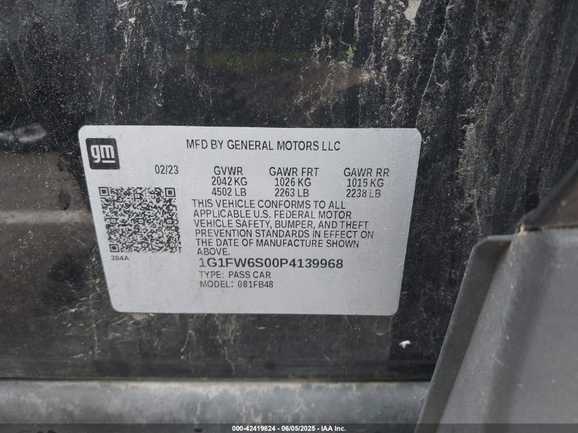 gm
MFD BY GENERAL MOTORS LLC
02/23 GVWR GAWR FRT GAWR RR
2042 KG 1026 KG 1015 KG
4502 LB 2263 LB 2238 LB
THIS VEHICLE CONFORMS TO ALL
APPLICABLE U.S. FEDERAL MOTOR
VEHICLE SAFETY, BUMPER, AND THEFT
PREVENTION STANDARDS IN EFFECT ON
THE DATE OF MANUFACTURE SHOWN
ABOVE.
384A
1G1FW6S00P4139968
TYPE: PASS CAR
MODEL: 0B1FB48
000-42419824 - 06/05/2025 - IAA Inc.